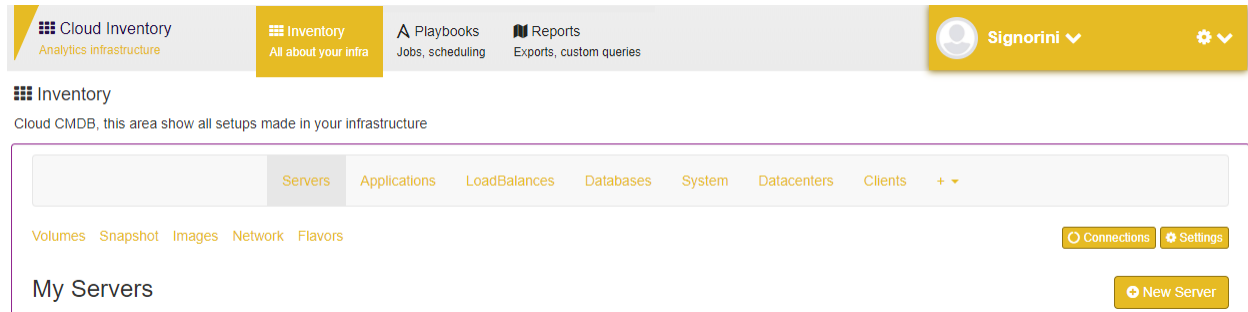 Cloud Inventory
Analytics infrastructure
Inventory
All about your infra
Playbooks
Jobs, scheduling
Reports
Exports, custom queries
Signorini
Inventory
Cloud CMDB, this area show all setups made in your infrastructure
Servers Applications LoadBalances Databases System Datacenters Clients +
Volumes Snapshot Images Network Flavors Connections Settings
My Servers New Server